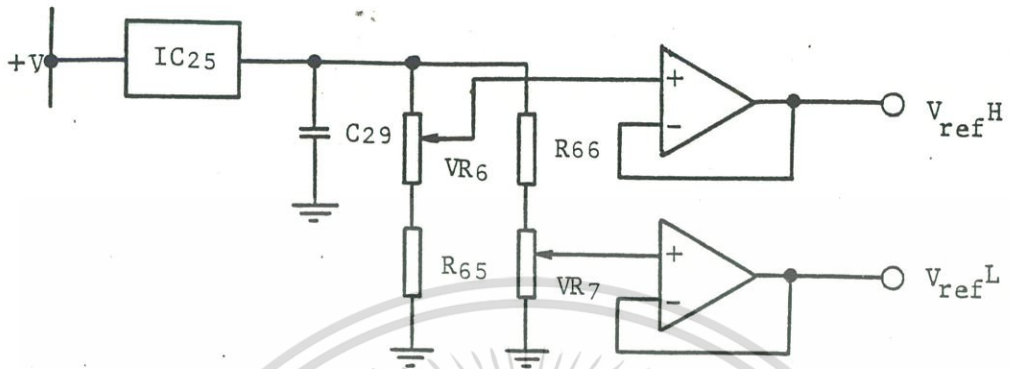 +V
IC25
C29
VR6
R66
R65
VR7
+
-
+
-
VrefH
VrefL